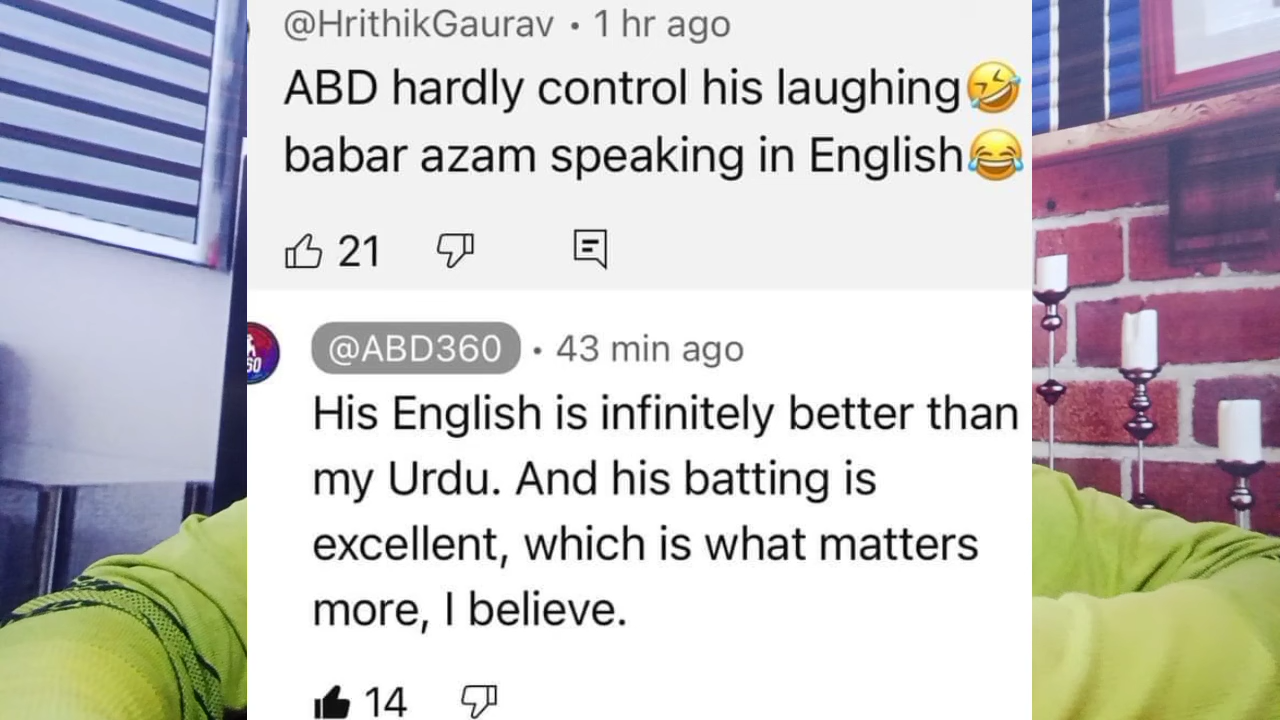 @HrithikGaurav • 1 hr ago
ABD hardly control his laughing🤣
babar azam speaking in English😂
21
@ABD360 • 43 min ago
His English is infinitely better than
my Urdu. And his batting is
excellent, which is what matters
more, I believe.
14